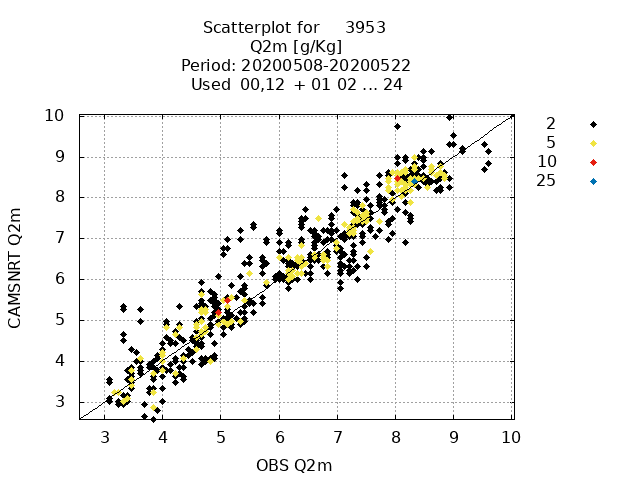 Scatterplot for 3953
Q2m [g/Kg]
Period: 20200508-20200522
Used 00,12 + 01 02 ... 24
2
5
10
25
CAMSNRT Q2m
10
9
8
7
6
5
4
3
3 4 5 6 7 8 9 10
OBS Q2m